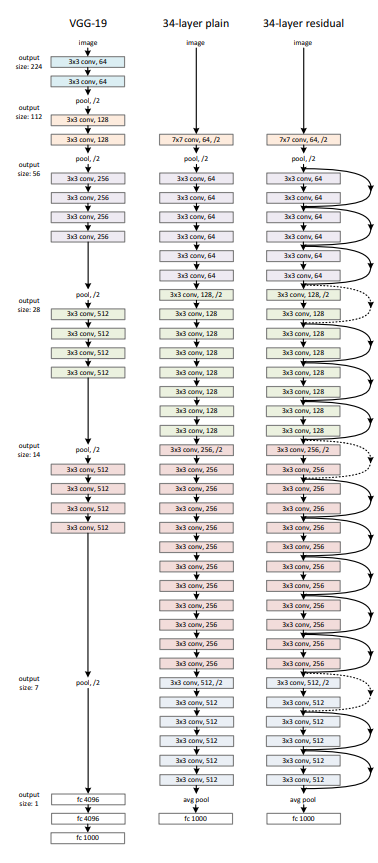 VGG-19
image
output
size: 224
3x3 conv, 64
3x3 conv, 64
pool, /2
output
size: 112
3x3 conv, 128
3x3 conv, 128
pool, /2
output
size: 56
3x3 conv, 256
3x3 conv, 256
3x3 conv, 256
3x3 conv, 256
pool, /2
output
size: 28
3x3 conv, 512
3x3 conv, 512
3x3 conv, 512
3x3 conv, 512
pool, /2
output
size: 14
3x3 conv, 512
3x3 conv, 512
3x3 conv, 512
3x3 conv, 512
pool, /2
output
size: 7
output
size: 1
fc 4096
fc 4096
fc 1000
34-layer plain
image
7x7 conv, 64, /2
pool, /2
3x3 conv, 64
3x3 conv, 64
3x3 conv, 64
3x3 conv, 64
3x3 conv, 64
3x3 conv, 64
3x3 conv, 128, /2
3x3 conv, 128
3x3 conv, 128
3x3 conv, 128
3x3 conv, 128
3x3 conv, 128
3x3 conv, 128
3x3 conv, 128
3x3 conv, 256, /2
3x3 conv, 256
3x3 conv, 256
3x3 conv, 256
3x3 conv, 256
3x3 conv, 256
3x3 conv, 256
3x3 conv, 256
3x3 conv, 256
3x3 conv, 256
3x3 conv, 256
3x3 conv, 256
3x3 conv, 512, /2
3x3 conv, 512
3x3 conv, 512
3x3 conv, 512
3x3 conv, 512
3x3 conv, 512
avg pool
fc 1000
34-layer residual
image
7x7 conv, 64, /2
pool, /2
3x3 conv, 64
3x3 conv, 64
3x3 conv, 64
3x3 conv, 64
3x3 conv, 64
3x3 conv, 64
3x3 conv, 128, /2
3x3 conv, 128
3x3 conv, 128
3x3 conv, 128
3x3 conv, 128
3x3 conv, 128
3x3 conv, 128
3x3 conv, 128
3x3 conv, 256, /2
3x3 conv, 256
3x3 conv, 256
3x3 conv, 256
3x3 conv, 256
3x3 conv, 256
3x3 conv, 256
3x3 conv, 256
3x3 conv, 256
3x3 conv, 256
3x3 conv, 256
3x3 conv, 256
3x3 conv, 512, /2
3x3 conv, 512
3x3 conv, 512
3x3 conv, 512
3x3 conv, 512
3x3 conv, 512
avg pool
fc 1000